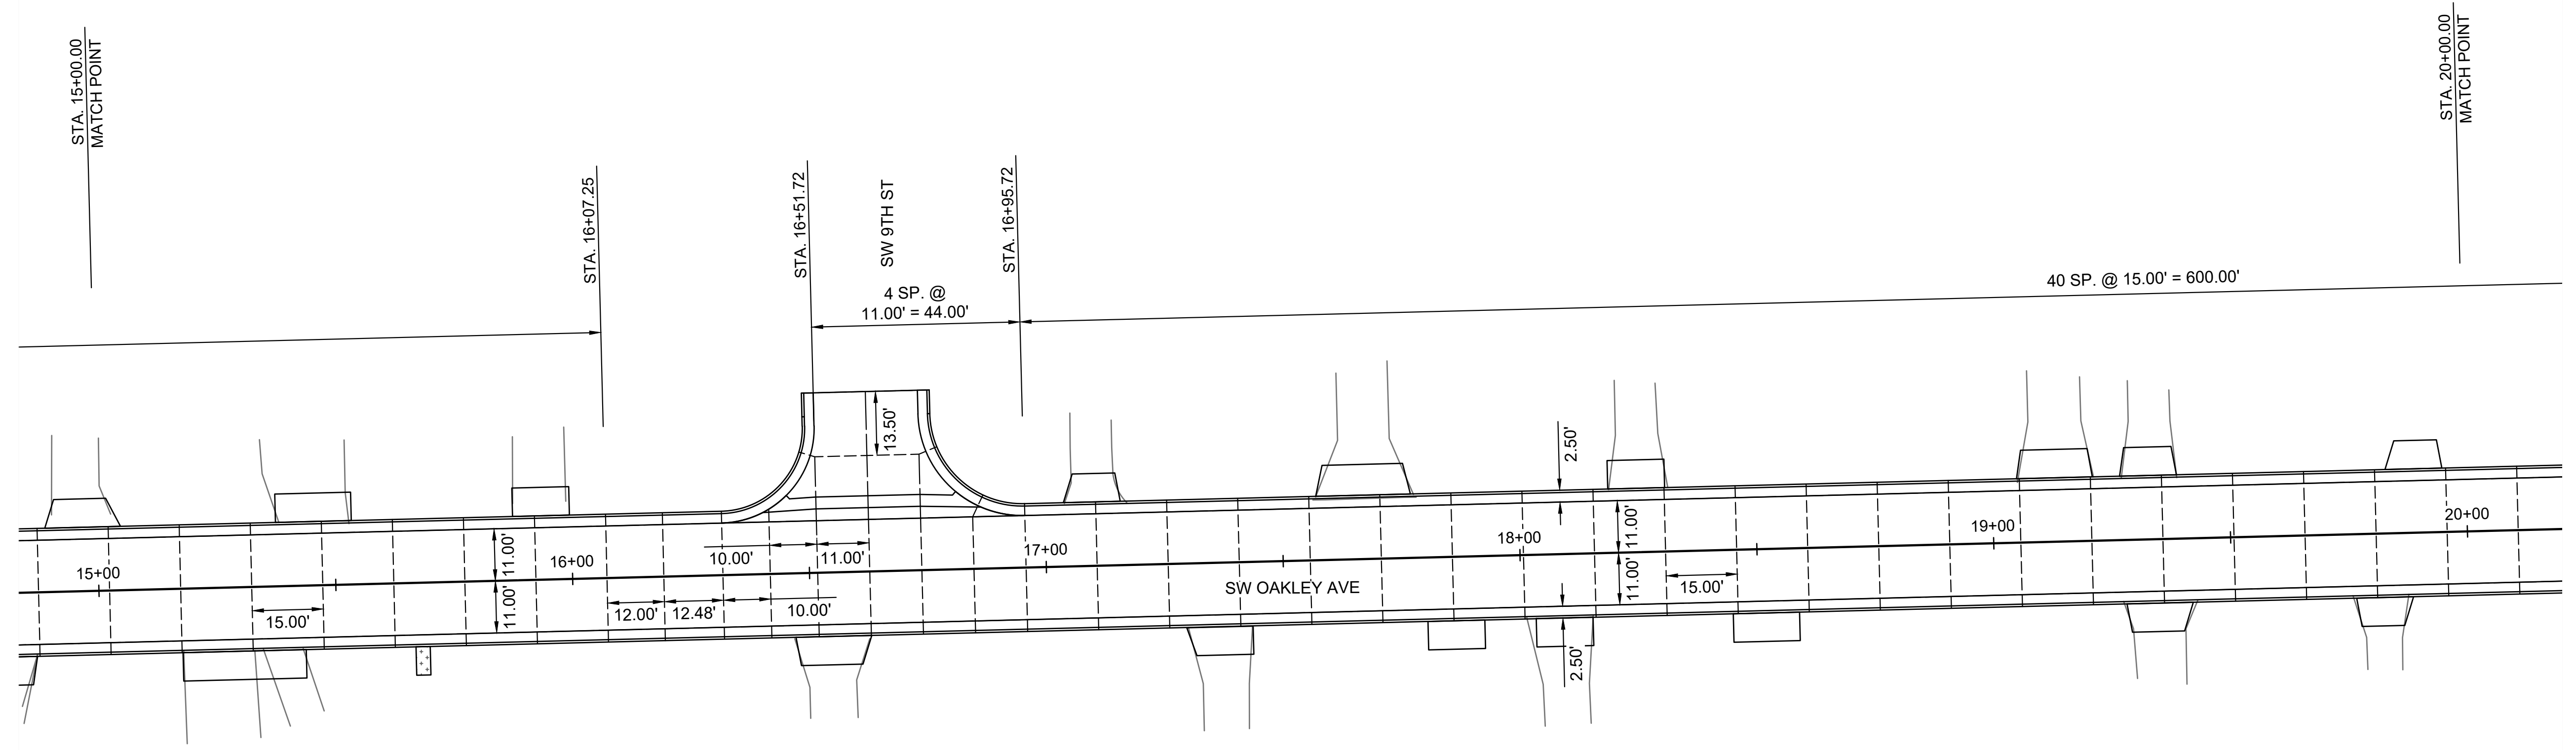 STA. 15+00.00
MATCH POINT
STA. 16+07.25
STA. 16+51.72
SW 9TH ST
STA. 16+95.72
STA. 20+00.00
MATCH POINT
4 SP. @
11.00' = 44.00'
40 SP. @ 15.00' = 600.00'
13.50'
2.50'
15+00
16+00
17+00
18+00
19+00
20+00
11.00'
11.00'
10.00'
11.00'
11.00'
11.00'
SW OAKLEY AVE
15.00'
12.00'
12.48'
10.00'
15.00'
2.50'